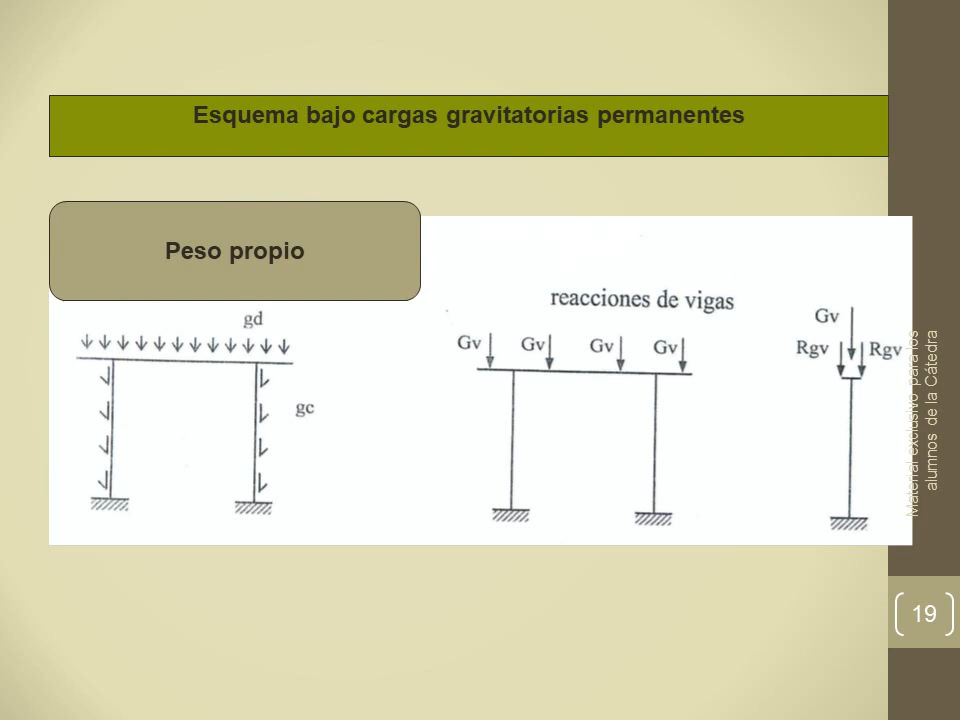 Esquema bajo cargas gravitatorias permanentes
Peso propio
gd
gc
reacciones de vigas
Gv Gv Gv Gv
Gv
Rgv Rgv
Material exclusivo para los
alumnos de la Cátedra
19